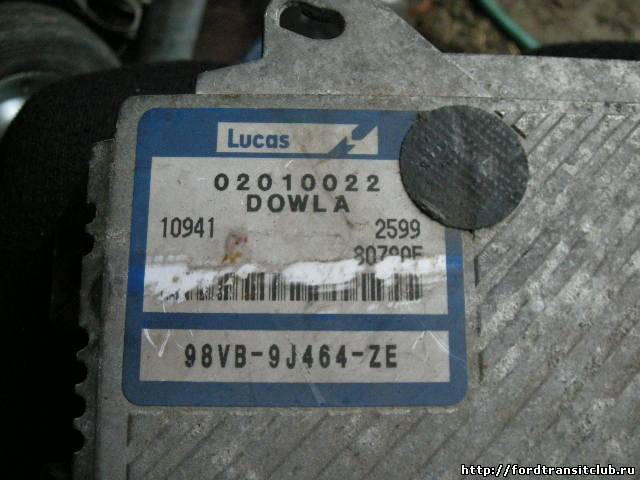 Lucas
02010022
DOWLA
10941 2599
98VB-9J464-ZE
http://fordtransitclub.ru